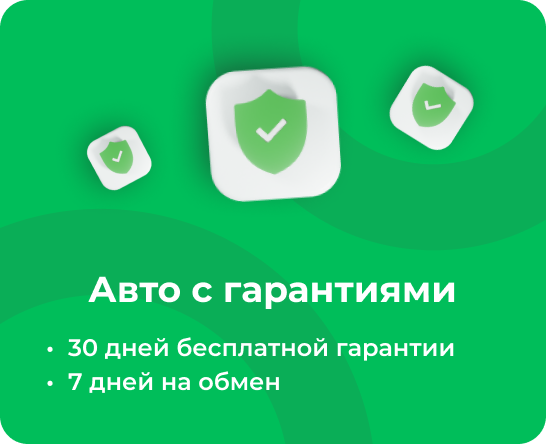 Авто с гарантиями
• 30 дней бесплатной гарантии
• 7 дней на обмен